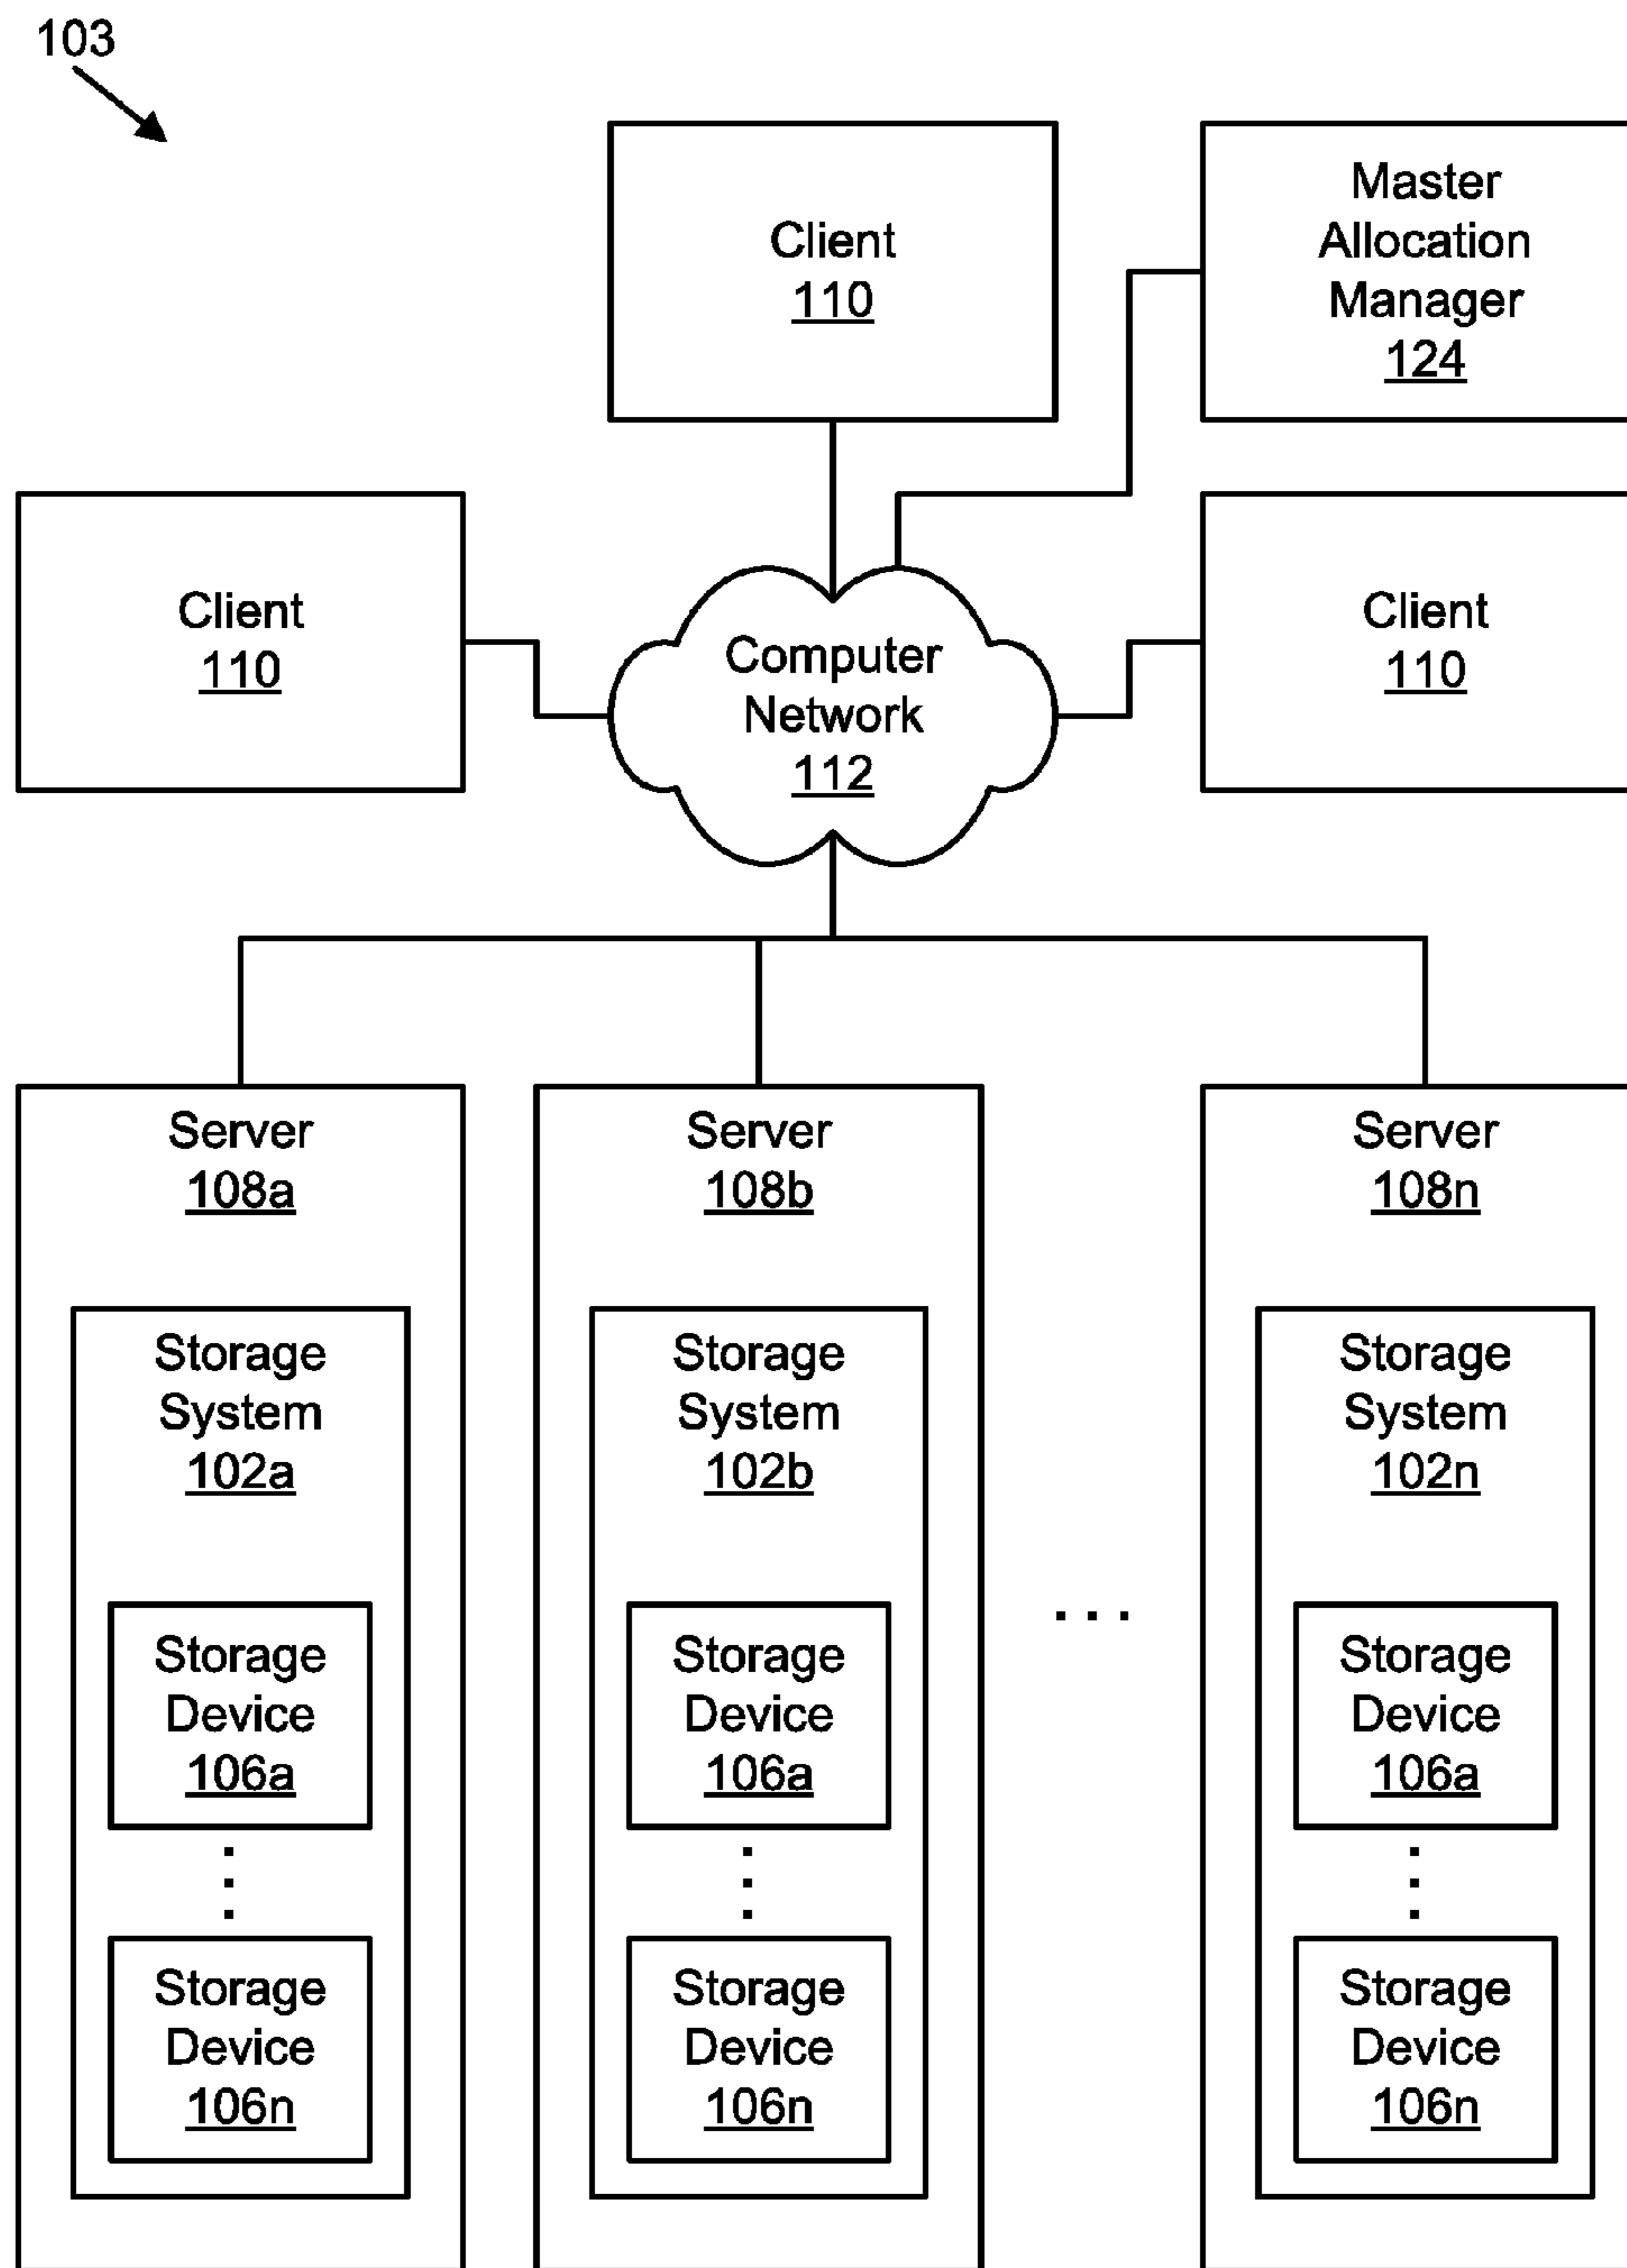 103
Client
110
Master
Allocation
Manager
124
Client
110
Computer
Network
112
Client
110
Server
108a
Storage
System
102a
Storage
Device
106a
Storage
Device
106n
Server
108b
Storage
System
102b
Storage
Device
106a
Storage
Device
106n
. . .
Server
108n
Storage
System
102n
Storage
Device
106a
Storage
Device
106n